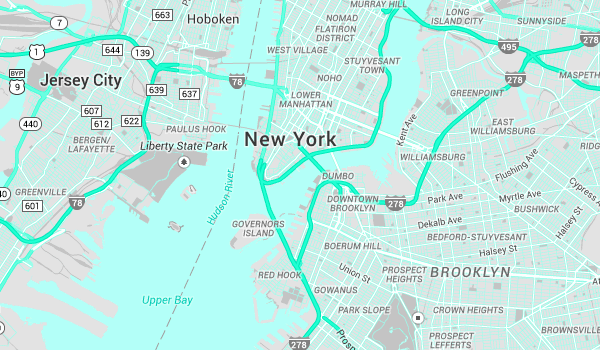 MURRAY HILL
663
Hoboken
NOMAD
FLATIRON
DISTRICT
LONG
ISLAND CITY
SUNNYSIDE
7
1
644
139
WEST VILLAGE
495
278
STUYVESANT
TOWN
BYP
9
Jersey City
78
NOHO
278
MASPETH
639
637
LOWER
MANHATTAN
GREENPOINT
607
612
622
440
PAULUS HOOK
New York
Kent Ave
EAST
WILLIAMSBURG
BERGEN/
LAFAYETTE
Liberty State Park
WILLIAMSBURG
Flushing Ave
RIDG
GREENVILLE
Hudson River
DUMBO
Cypress A
40
601
78
DOWNTOWN
BROOKLYN
278
Park Ave
Myrtle Ave
BUSHWICK
Halsey St
GOVERNORS
ISLAND
Dekalb Ave
BEDFORD-STUYVESANT
BOERUM HILL
Halsey St
RED HOOK
Union St
PROSPECT
HEIGHTS
BROOKLYN
GOWANUS
Upper Bay
PARK SLOPE
CROWN HEIGHTS
BROWNSVILLE
278
Prosp
PROSPECT
LEFFERTS